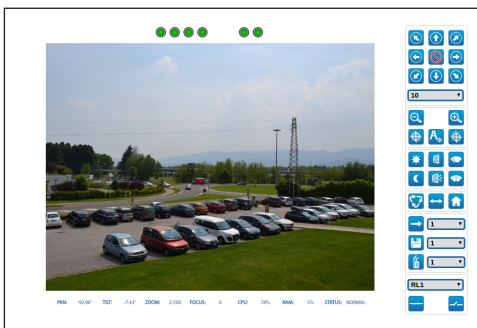 10
A
PAN: -92.98° TILT: -7.43° ZOOM: 2.76X FOCUS: 0 CPU: 78% RAM: 5% STATUS: NORMAL
1
1
1
RL1